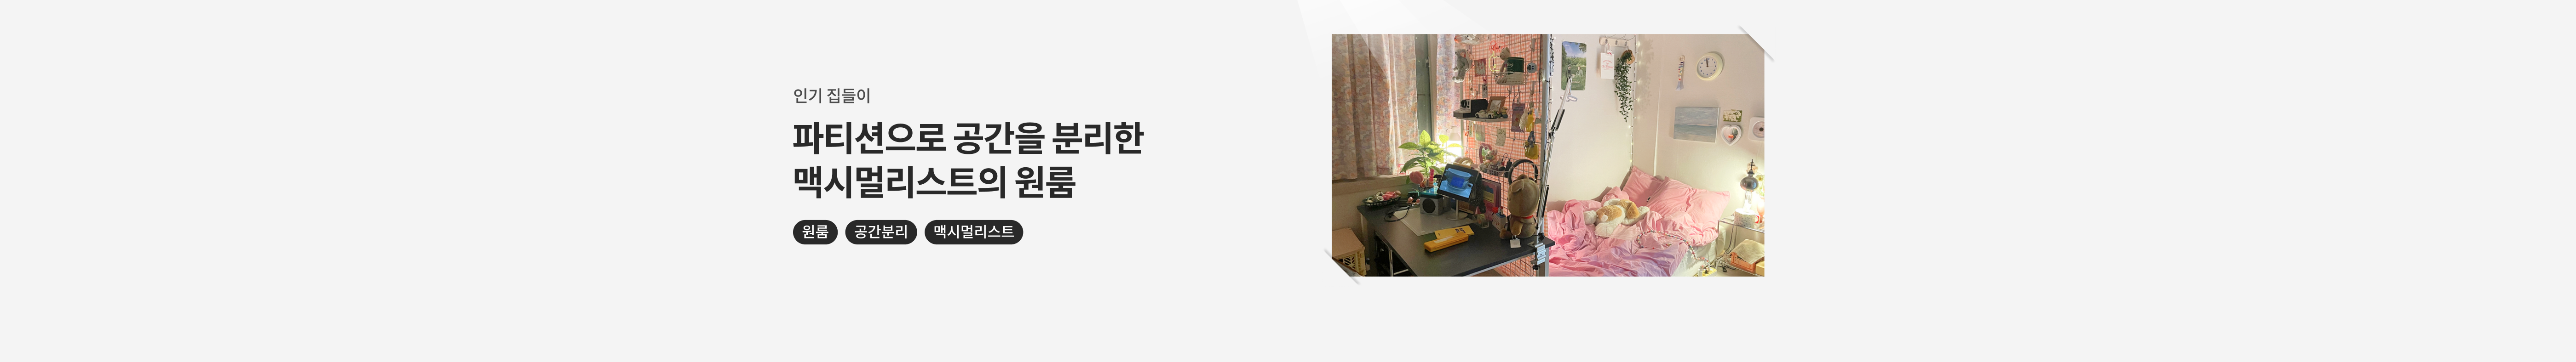 인기 집들이
파티션으로 공간을 분리한
맥시멀리스트의 원룸
원룸 공간분리 맥시멀리스트